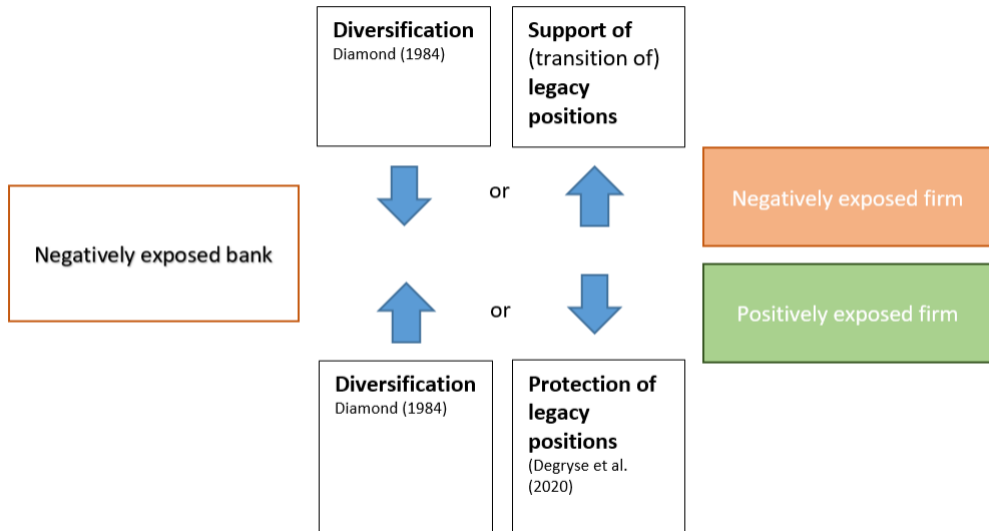 Diversification
Diamond (1984)
Support of
(transition of)
legacy
positions
or
Negatively exposed firm
Negatively exposed bank
or
Positively exposed firm
Diversification
Diamond (1984)
Protection of
legacy
positions
(Degryse et al.
(2020)